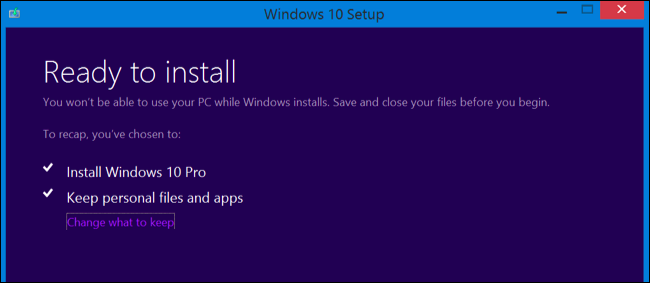 Windows 10 Setup
Ready to install
You won't be able to use your PC while Windows installs. Save and close your files before you begin.
To recap, you've chosen to:
Install Windows 10 Pro
Keep personal files and apps
Change what to keep